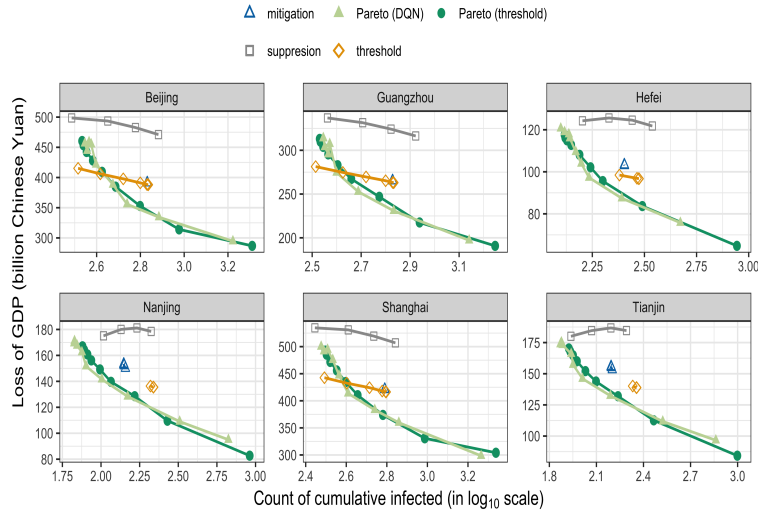 mitigation Pareto (DQN) Pareto (threshold)
suppresion threshold
Loss of GDP (billion Chinese Yuan)
Beijing Guangzhou Hefei
500 450 400 350 300
300 250 200
120 100 80
2.6 2.8 3.0 3.2
2.5 2.7 2.9 3.1
2.25 2.50 2.75 3.00
Nanjing Shanghai Tianjin
180 160 140 120 100 80
500 450 400 350 300
175 150 125 100
1.75 2.00 2.25 2.50 2.75 3.00
2.4 2.6 2.8 3.0 3.2
1.8 2.1 2.4 2.7 3.0
Count of cumulative infected (in log10 scale)